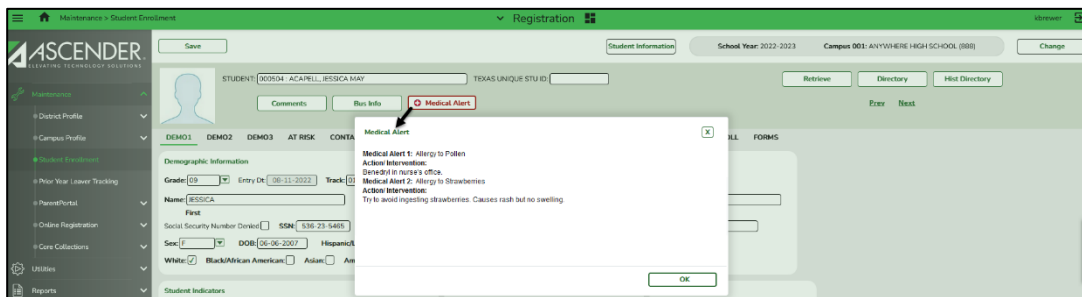 Maintenance > Student Enrollment
Registration
kbrewer
ASCENDER.
ELEVATING TECHNOLOGY SOLUTIONS
Save
Student Information
School Year: 2022-2023
Campus 001: ANYWHERE HIGH SCHOOL (888)
Change
STUDENT: 000504 : ACAPELL, JESSICA MAY
TEXAS UNIQUE STU ID:
Retrieve
Directory
Hist Directory
Comments
Bus Info
Medical Alert
Prev Next
Maintenance
District Profile
Campus Profile
Student Enrollment
Prior Year Leaver Tracking
ParentPortal
Online Registration
Core Collections
Utilities
Reports
DEMO1 DEMO2 DEMO3 AT RISK CONTA
LL FORMS
Demographic Information
Grade: 09 Entry Dt: 08-11-2022 Track: 01
Name: JESSICA
First
Social Security Number Denied SSN: 536-23-5465
Sex: F DOB: 06-06-2007 Hispanic/L
White: Black/African American: Asian: Am
Student Indicators
Medical Alert
X
Medical Alert 1: Allergy to Pollen
Action/Intervention:
Benedryl in nurse's office.
Medical Alert 2: Allergy to Strawberries
Action/Intervention:
Try to avoid ingesting strawberries. Causes rash but no swelling.
OK